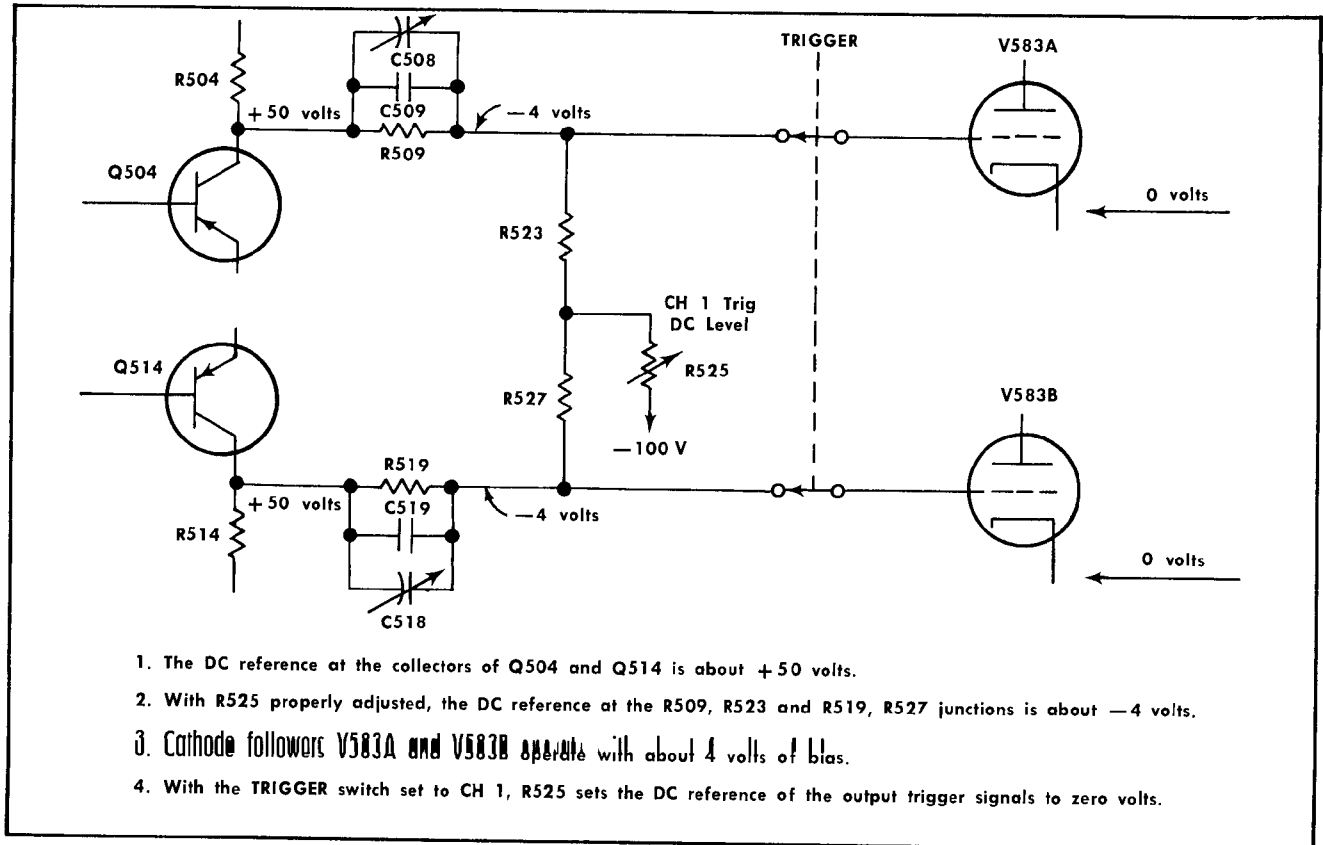 TRIGGER
V583A
C508
R504
+50 volts
C509
−4 volts
R509
Q504
0 volts
R523
CH 1 Trig
DC Level
Q514
R525
R527
V583B
−100 V
R519
+50 volts
C519
−4 volts
R514
0 volts
C518
1. The DC reference at the collectors of Q504 and Q514 is about +50 volts.
2. With R525 properly adjusted, the DC reference at the R509, R523 and R519, R527 junctions is about −4 volts.
3. Cathode followers V583A and V583B operate with about 4 volts of bias.
4. With the TRIGGER switch set to CH 1, R525 sets the DC reference of the output trigger signals to zero volts.